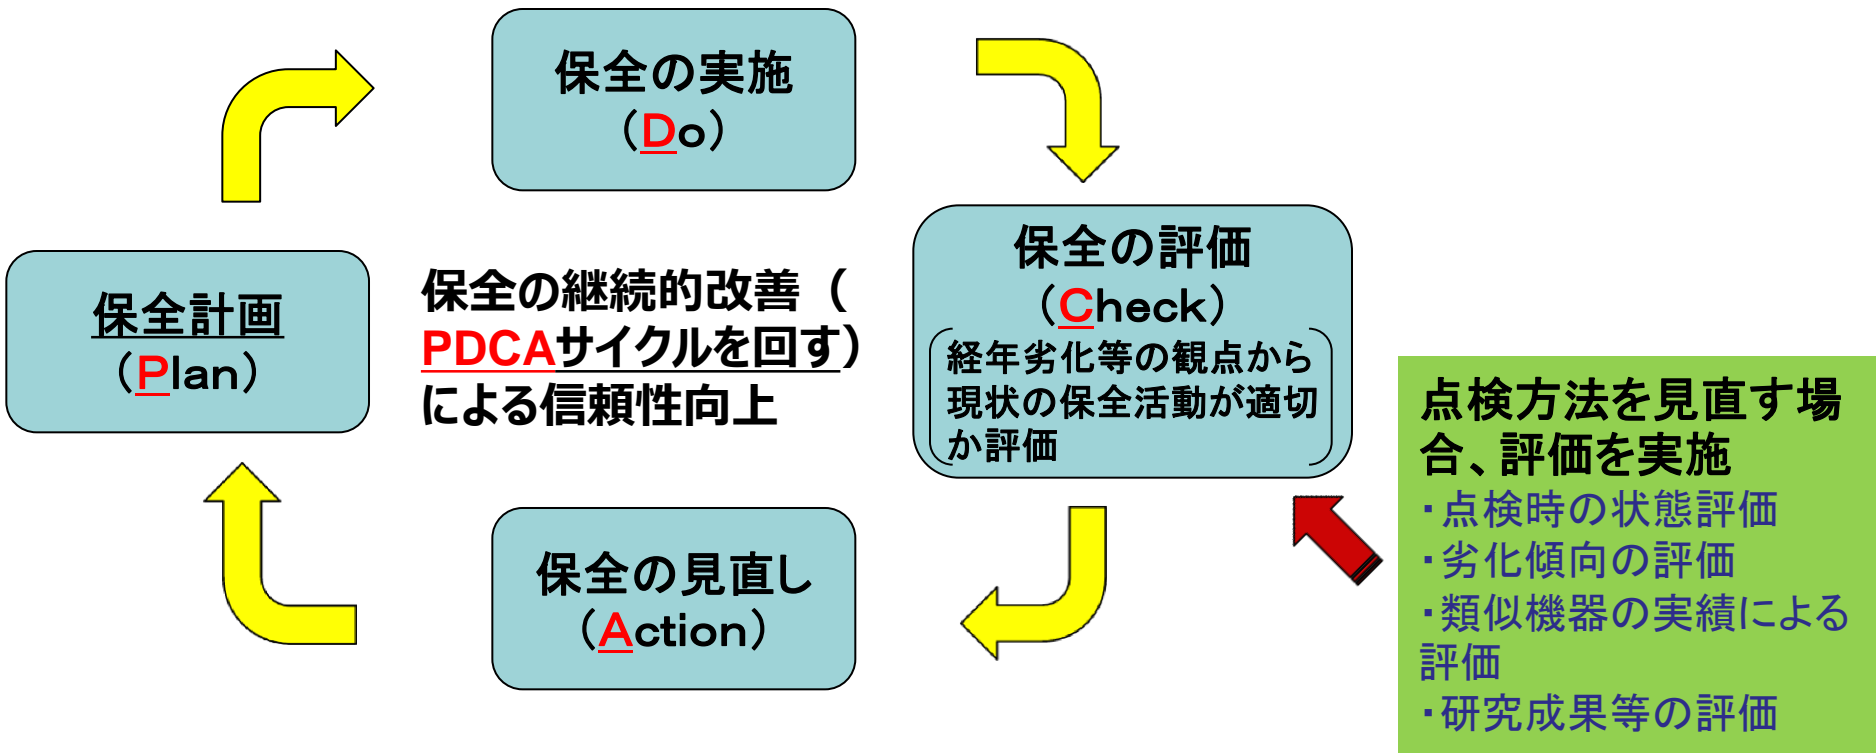 保全の実施
（Do）
保全の評価
（Check）
経年劣化等の観点から
現状の保全活動が適切
か評価
保全計画
（Plan）
保全の継続的改善（
PDCAサイクルを回す）
による信頼性向上
保全の見直し
（Action）
点検方法を見直す場
合、評価を実施
・点検時の状態評価
・劣化傾向の評価
・類似機器の実績による
評価
・研究成果等の評価